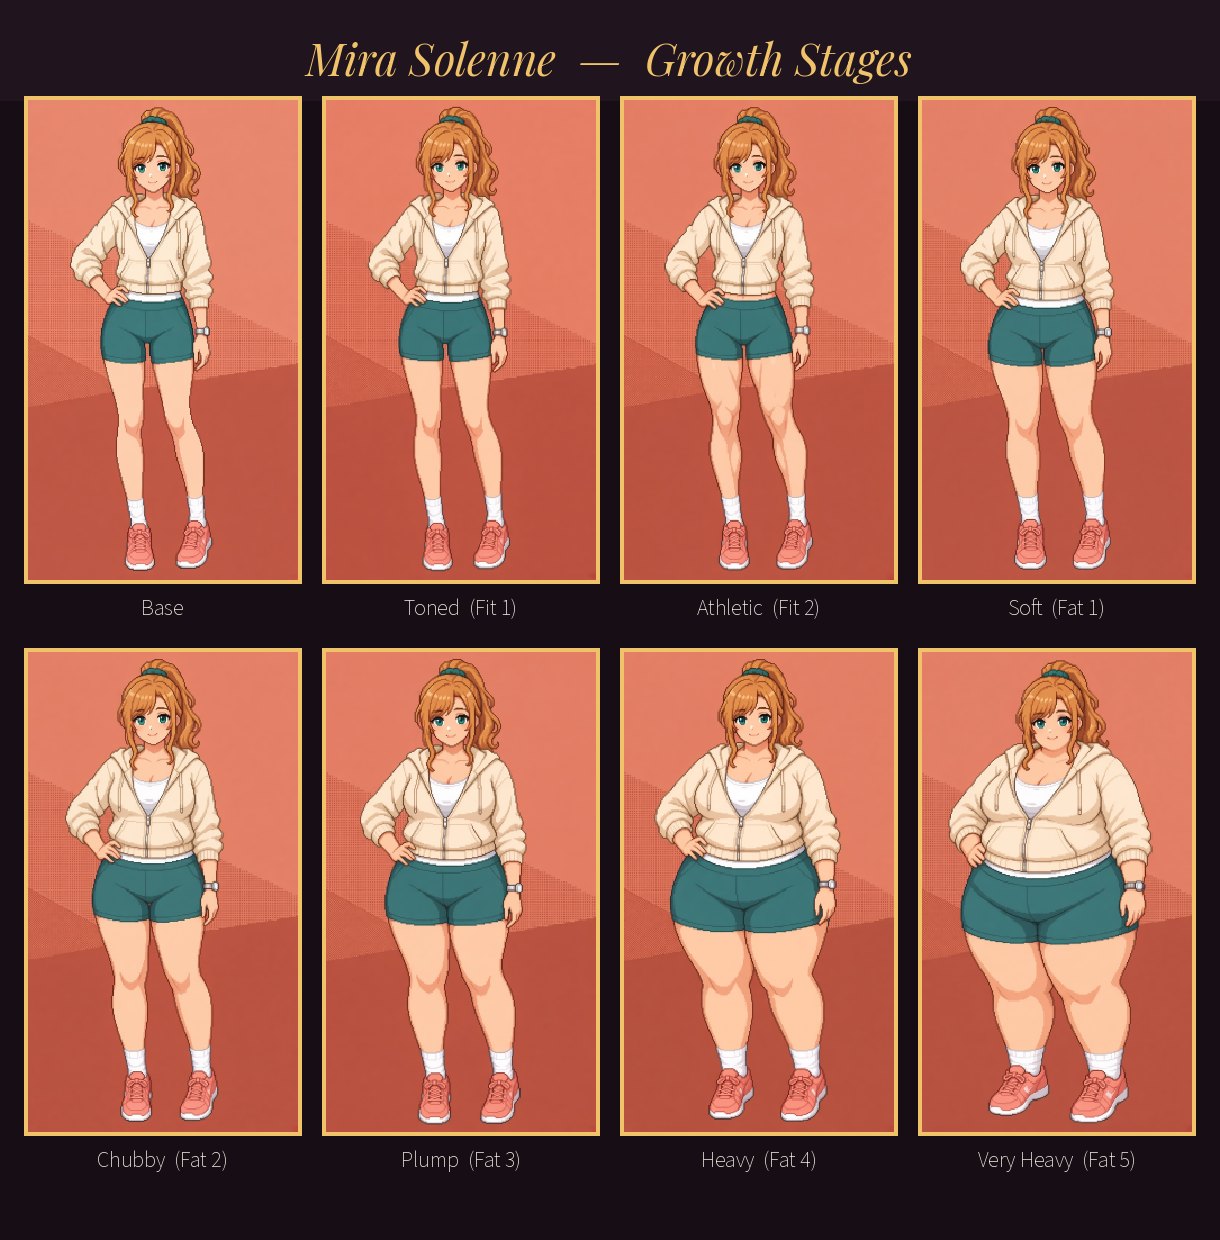 Mira Solenne — Growth Stages
Base
Toned (Fit 1)
Athletic (Fit 2)
Soft (Fat 1)
Chubby (Fat 2)
Plump (Fat 3)
Heavy (Fat 4)
Very Heavy (Fat 5)